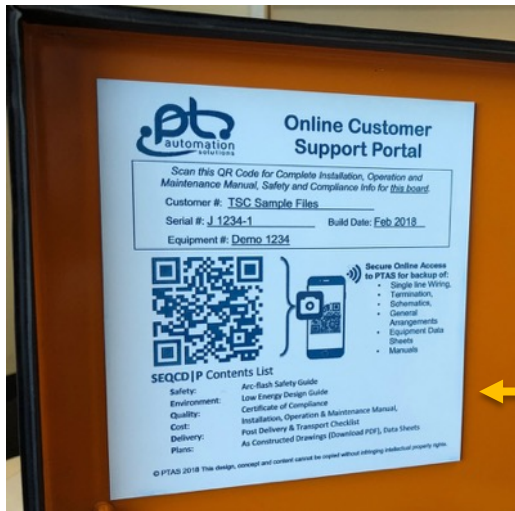 pta
automation
solutions
Online Customer
Support Portal
Scan this QR Code for Complete Installation, Operation and
Maintenance Manual, Safety and Compliance Info for this board.
Customer #: TSC Sample Files
Serial #: J 1234-1 Build Date: Feb 2018
Equipment #: Demo 1234
Secure Online Access
to PTAS for backup of:
• Single line Wiring,
• Termination,
• Schematics,
• General
Arrangements
• Equipment Data
Sheets
• Manuals
SEQCD|P Contents List
Safety: Arc-flash Safety Guide
Environment: Low Energy Design Guide
Quality: Certificate of Compliance
Cost: Installation, Operation & Maintenance Manual,
Delivery: Post Delivery & Transport Checklist
Plans: As Constructed Drawings (Download PDF), Data Sheets
© PTAS 2018 This design, concept and content cannot be copied without infringing intellectual property rights.